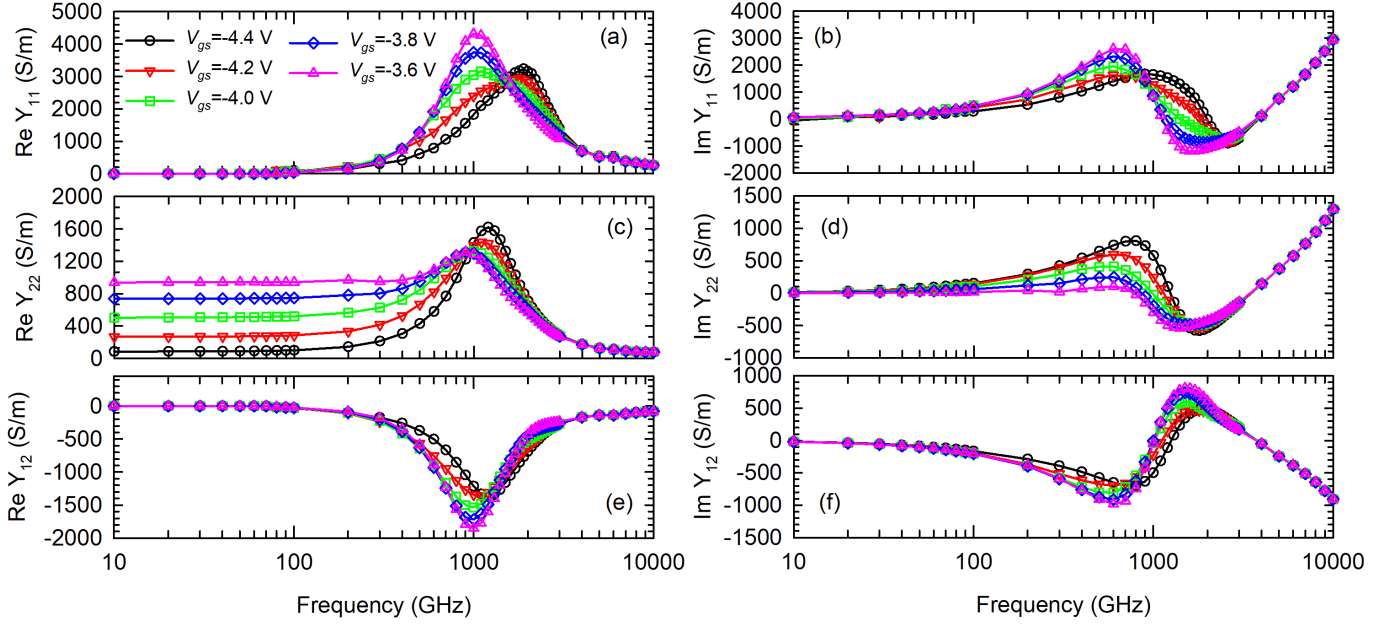 5000
4000
3000
2000
1000
0
Re Y11 (S/m)
Vgs=-4.4 V
Vgs=-4.2 V
Vgs=-4.0 V
Vgs=-3.8 V
Vgs=-3.6 V
(a)
4000
3000
2000
1000
0
-1000
-2000
Im Y11 (S/m)
(b)
2000
1600
1200
800
400
0
Re Y22 (S/m)
(c)
1500
1000
500
0
-500
-1000
Im Y22 (S/m)
(d)
0
-500
-1000
-1500
-2000
Re Y12 (S/m)
(e)
10
100
1000
10000
Frequency (GHz)
1000
500
0
-500
-1000
-1500
Im Y12 (S/m)
(f)
10
100
1000
10000
Frequency (GHz)